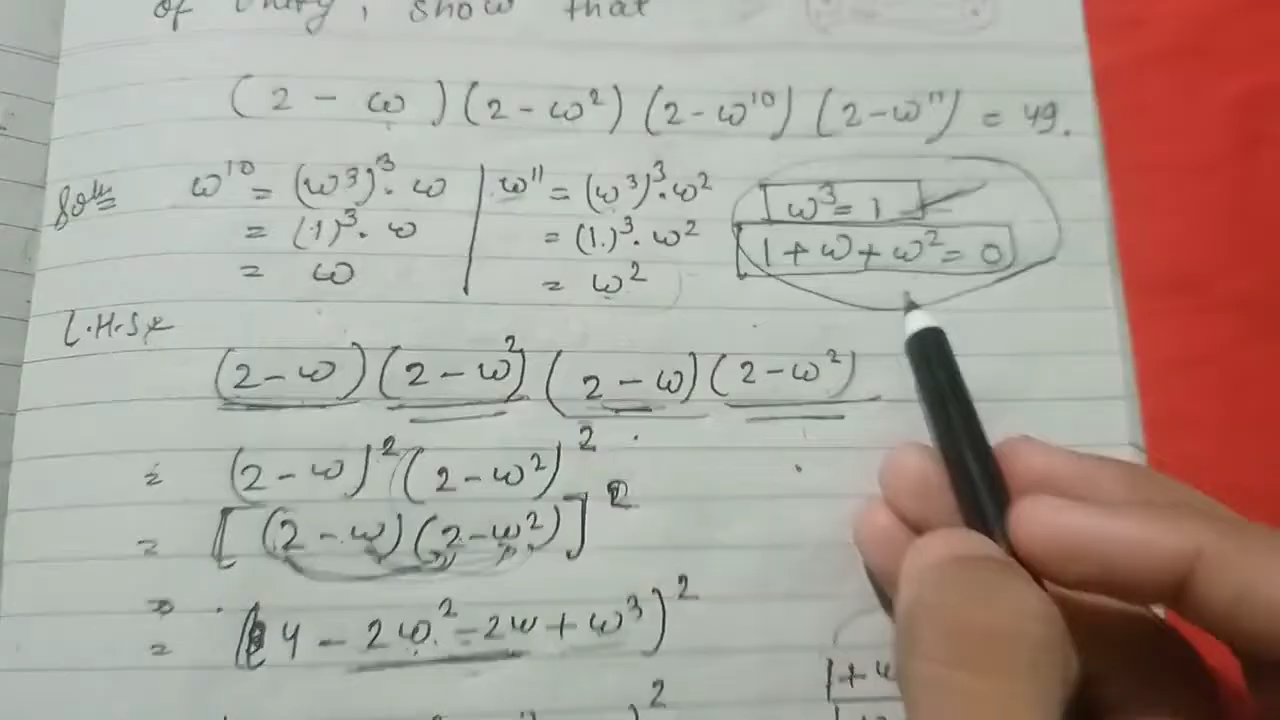 of Unity, show that
(2 - ω)(2 - ω²)(2 - ω¹⁰)(2 - ω¹¹) = 49.
Soln ω¹⁰ = (ω³)³· ω | ω¹¹ = (ω³)³·ω² ω³ = 1
= (1)³· ω = (1.)³· ω² 1 + ω + ω² = 0
= ω = ω²
L.H.S
(2 - ω)(2 - ω²)(2 - ω)(2 - ω²)
= (2 - ω)²(2 - ω²)²
= [(2 - ω)(2 - ω²)]²
= (4 - 2ω² - 2ω + ω³)²